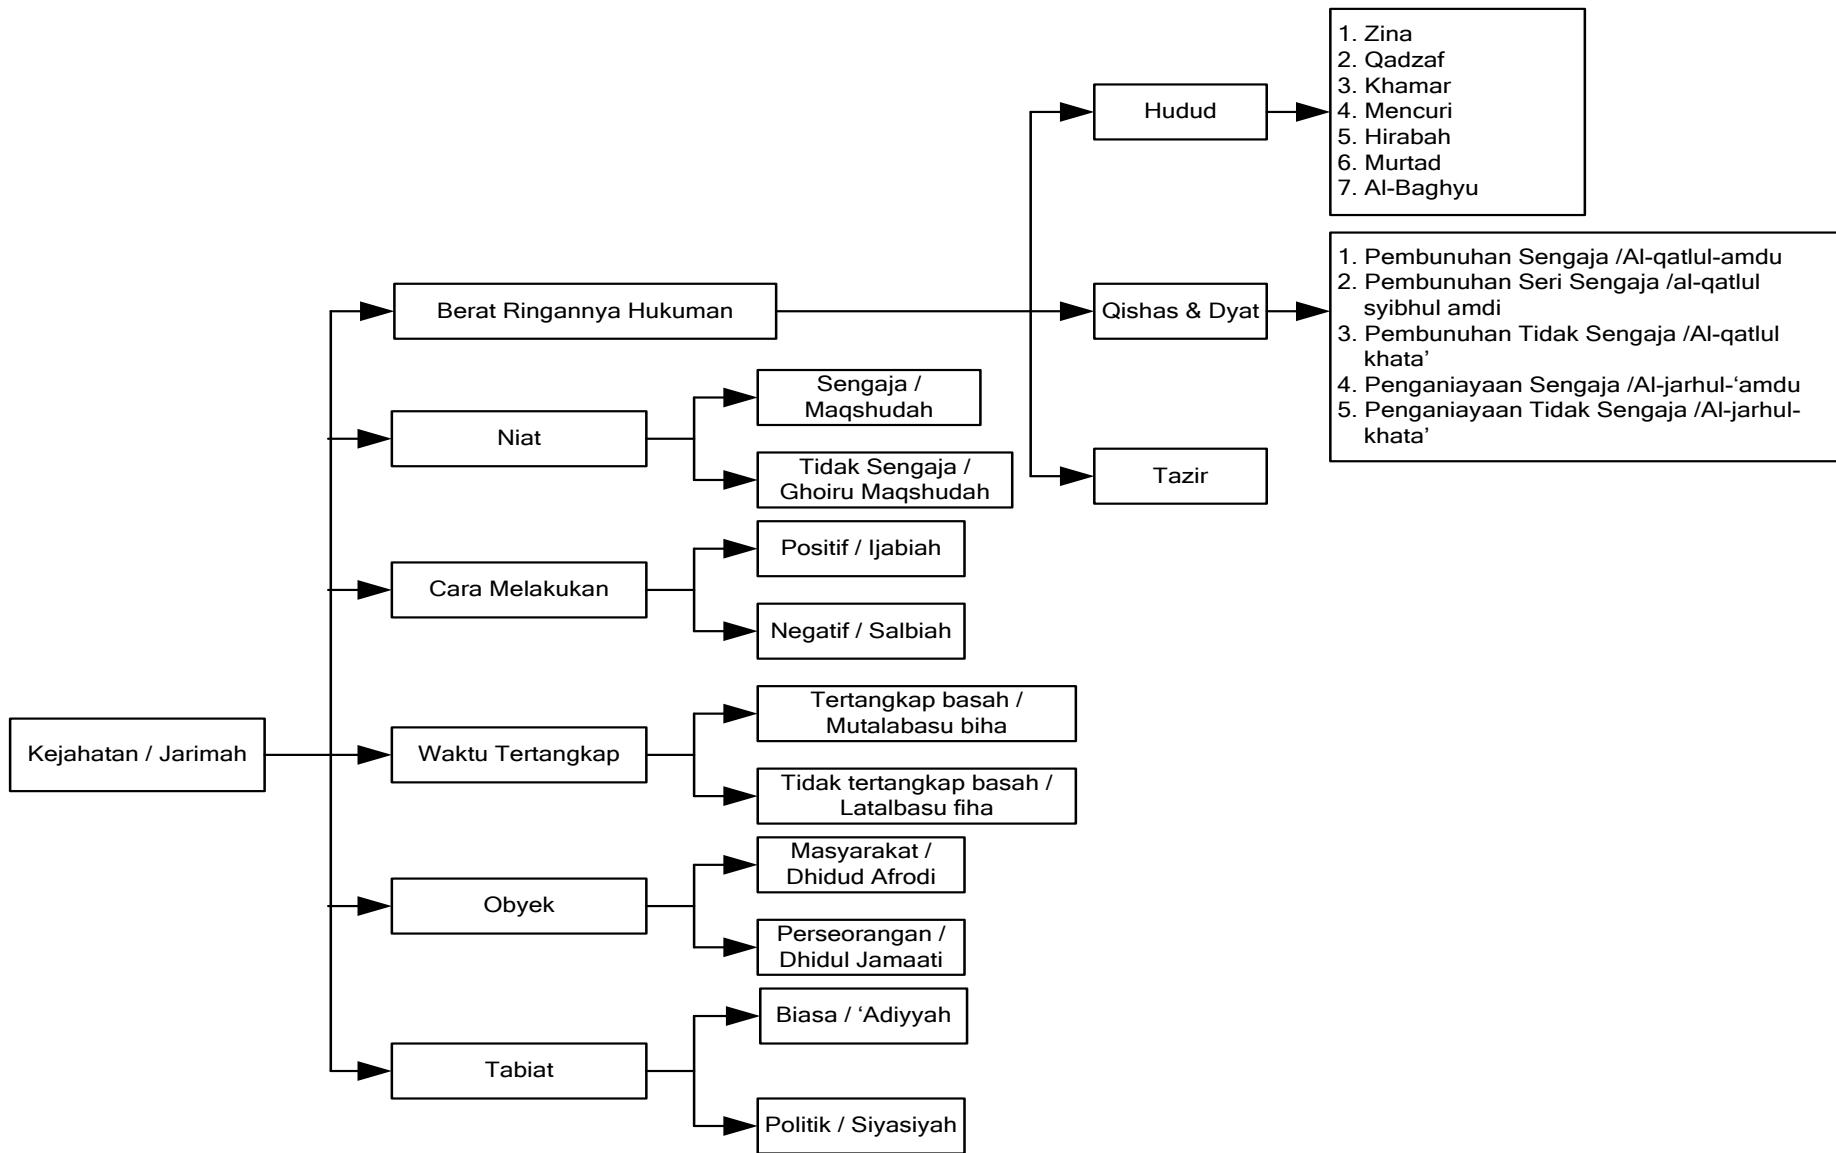 Kejahatan / Jarimah
Berat Ringannya Hukuman
Hudud
1. Zina
2. Qadzaf
3. Khamar
4. Mencuri
5. Hirabah
6. Murtad
7. Al-Baghyu
Qishas & Dyat
1. Pembunuhan Sengaja /Al-qatlul-amdu
2. Pembunuhan Seri Sengaja /al-qatlul
syibhul amdi
3. Pembunuhan Tidak Sengaja /Al-qatlul
khata’
4. Penganiayaan Sengaja /Al-jarhul-‘amdu
5. Penganiayaan Tidak Sengaja /Al-jarhul-
khata’
Tazir
Niat
Sengaja /
Maqshudah
Tidak Sengaja /
Ghoiru Maqshudah
Cara Melakukan
Positif / Ijabiah
Negatif / Salbiah
Waktu Tertangkap
Tertangkap basah /
Mutalabasu biha
Tidak tertangkap basah /
Latalbasu fiha
Obyek
Masyarakat /
Dhidud Afrodi
Perseorangan /
Dhidul Jamaati
Tabiat
Biasa / ‘Adiyyah
Politik / Siyasiyah